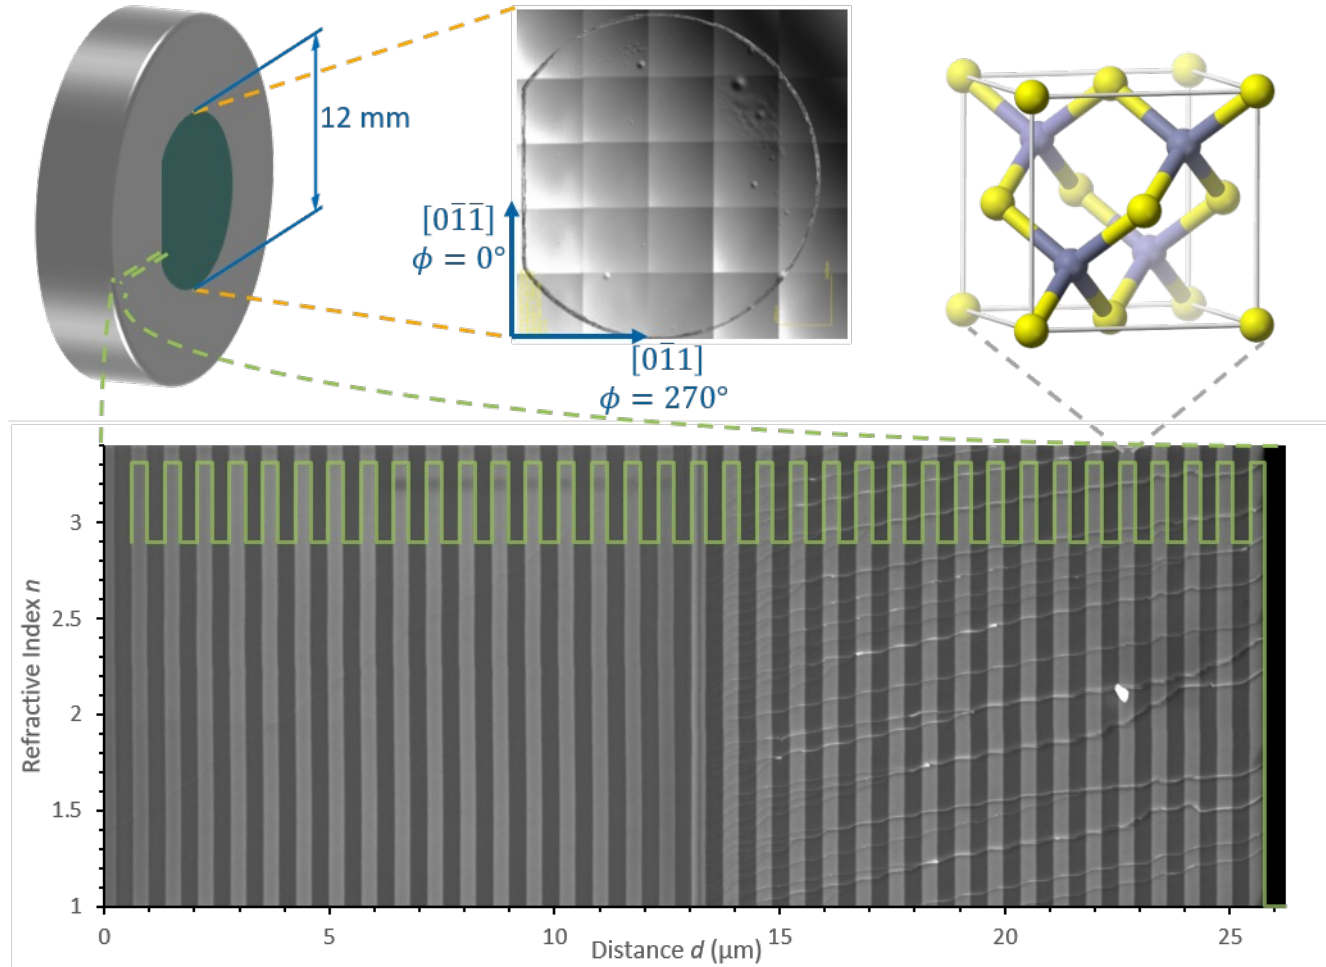 12 mm
[01̅1̅]
ϕ = 0°
[01̅1]
ϕ = 270°
3
2.5
2
1.5
1
Refractive Index n
0
5
10
15
20
25
Distance d (µm)